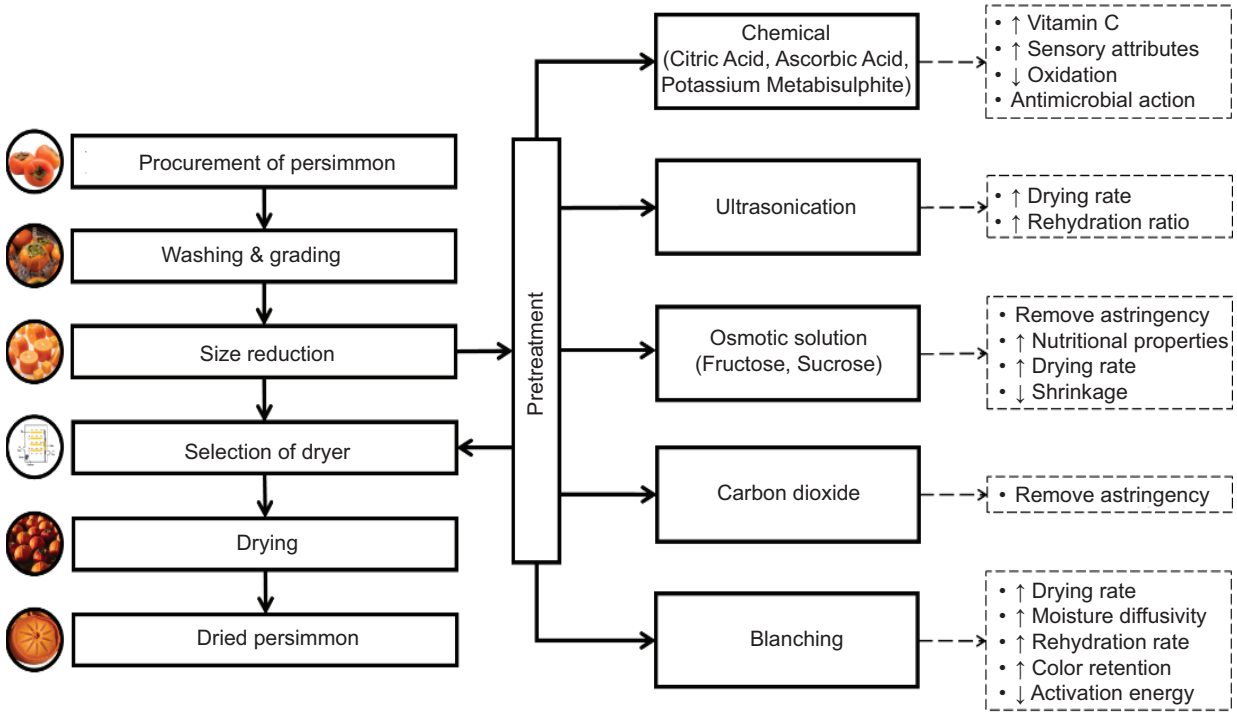 Procurement of persimmon
Washing & grading
Size reduction
Selection of dryer
Drying
Dried persimmon
Pretreatment
Chemical
(Citric Acid, Ascorbic Acid,
Potassium Metabisulphite)
• ↑ Vitamin C
• ↑ Sensory attributes
• ↓ Oxidation
• Antimicrobial action
Ultrasonication
• ↑ Drying rate
• ↑ Rehydration ratio
Osmotic solution
(Fructose, Sucrose)
• Remove astringency
• ↑ Nutritional properties
• ↑ Drying rate
• ↓ Shrinkage
Carbon dioxide
• Remove astringency
Blanching
• ↑ Drying rate
• ↑ Moisture diffusivity
• ↑ Rehydration rate
• ↑ Color retention
• ↓ Activation energy